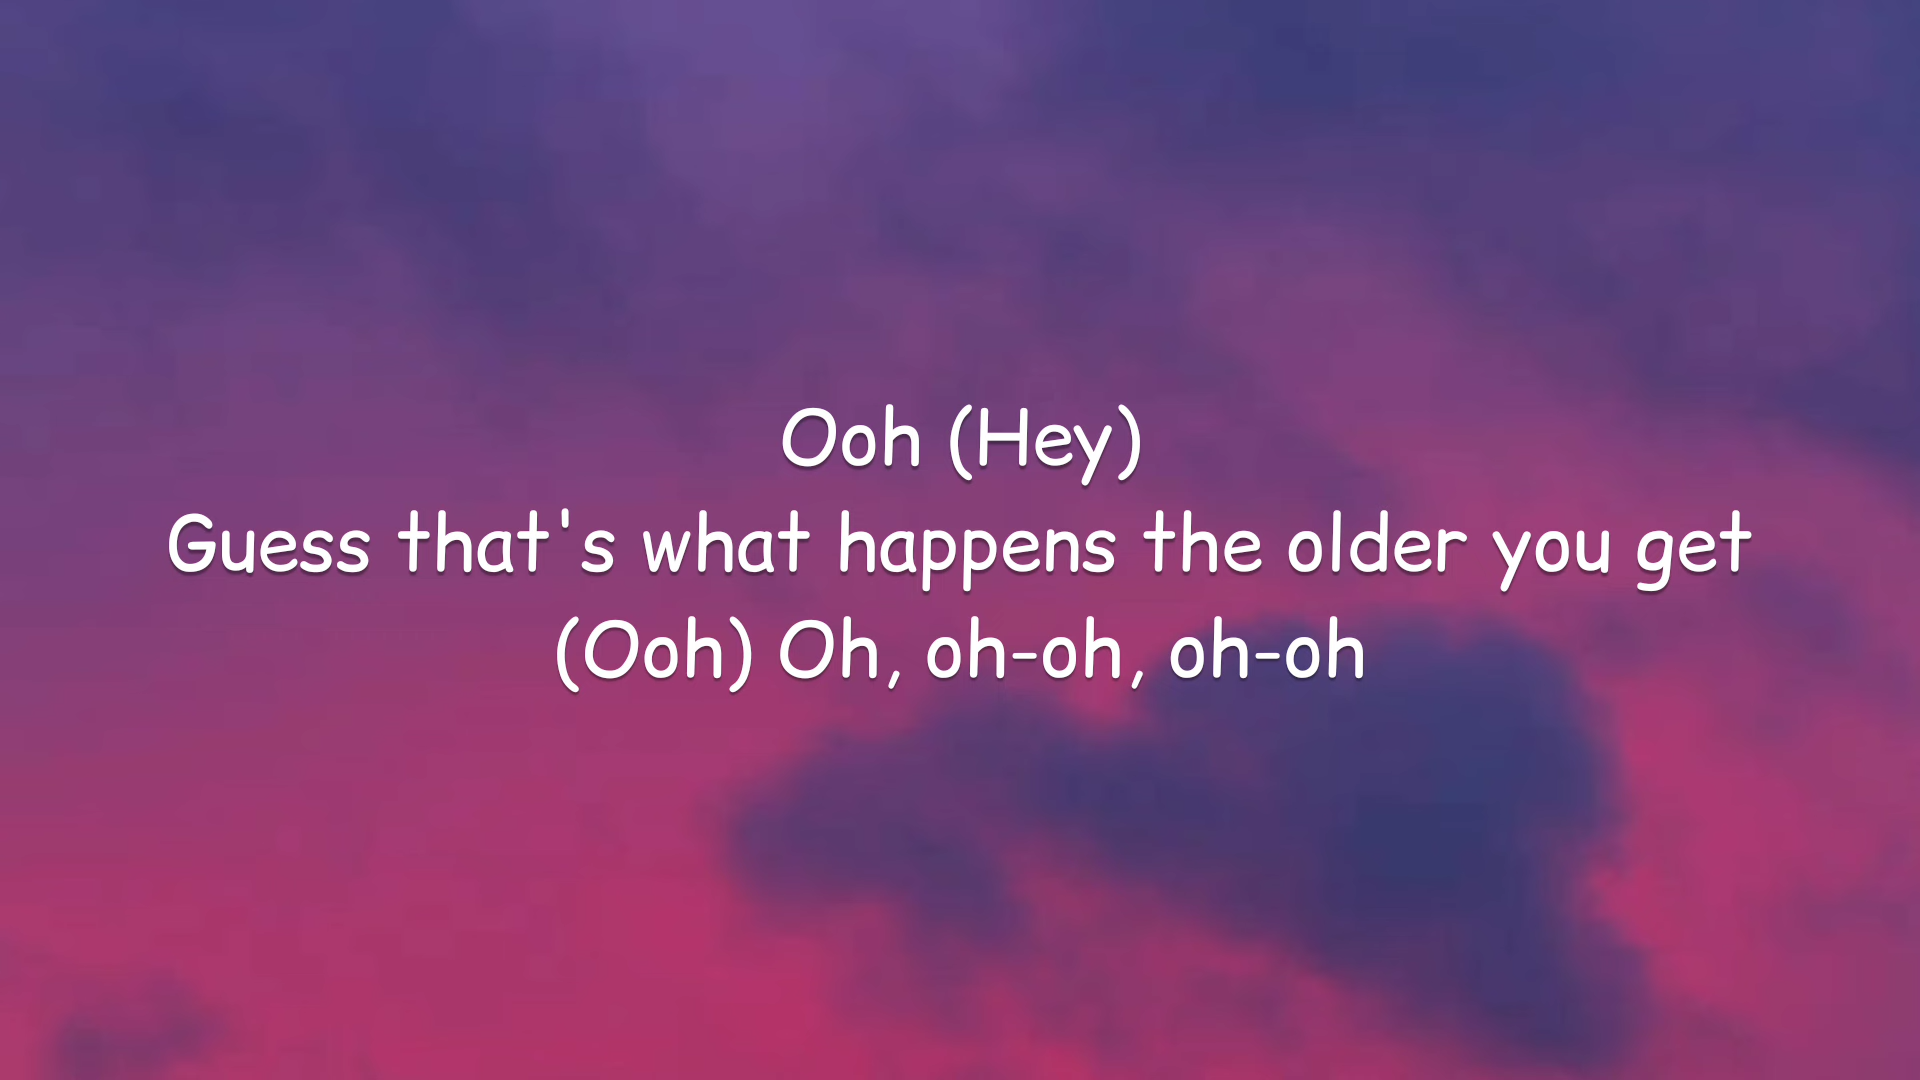 Ooh (Hey)
Guess that's what happens the older you get
(Ooh) Oh, oh-oh, oh-oh